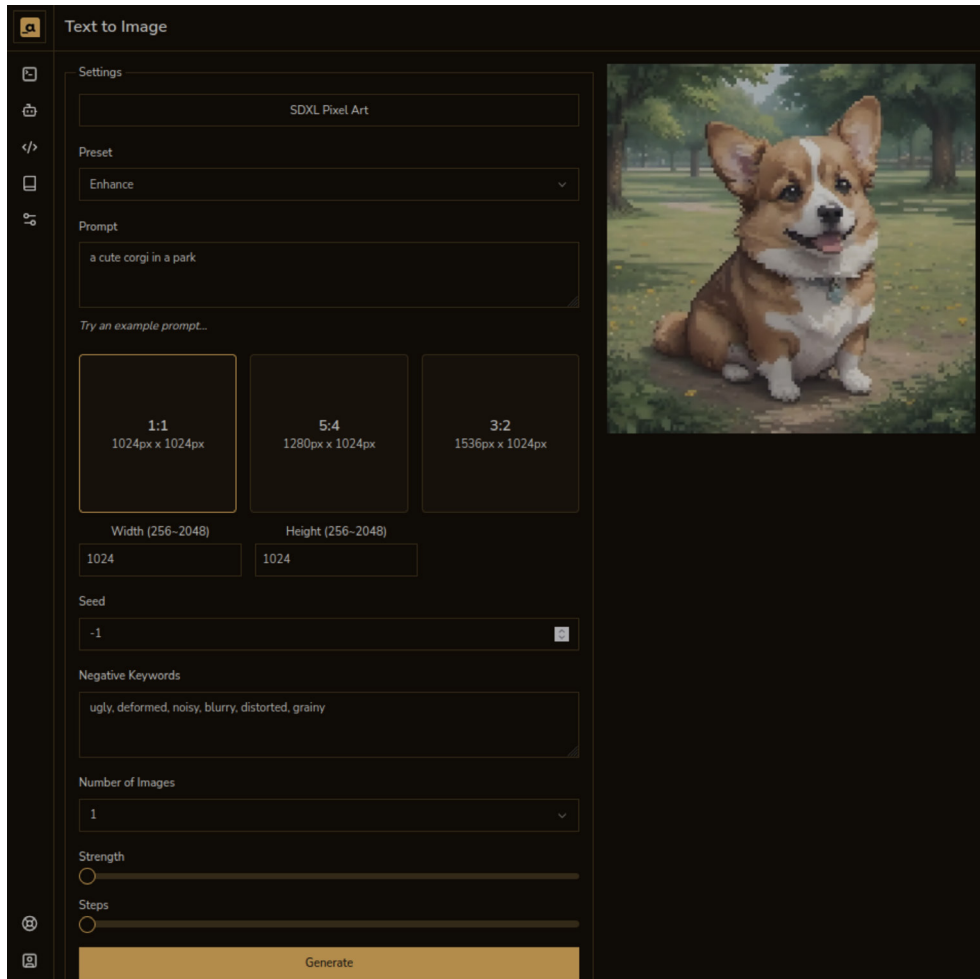 a
Text to Image
Settings
SDXL Pixel Art
Preset
Enhance
Prompt
a cute corgi in a park
Try an example prompt...
1:1
1024px x 1024px
5:4
1280px x 1024px
3:2
1536px x 1024px
Width (256~2048)
Height (256~2048)
1024
1024
Seed
-1
Negative Keywords
ugly, deformed, noisy, blurry, distorted, grainy
Number of Images
1
Strength
Steps
Generate